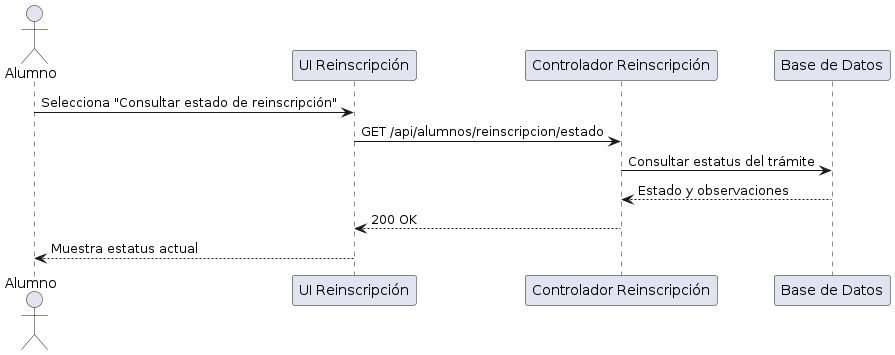 Alumno
UI Reinscripción
Controlador Reinscripción
Base de Datos
Selecciona "Consultar estado de reinscripción"
GET /api/alumnos/reinscripcion/estado
Consultar estatus del trámite
Estado y observaciones
200 OK
Muestra estatus actual
Alumno
UI Reinscripción
Controlador Reinscripción
Base de Datos